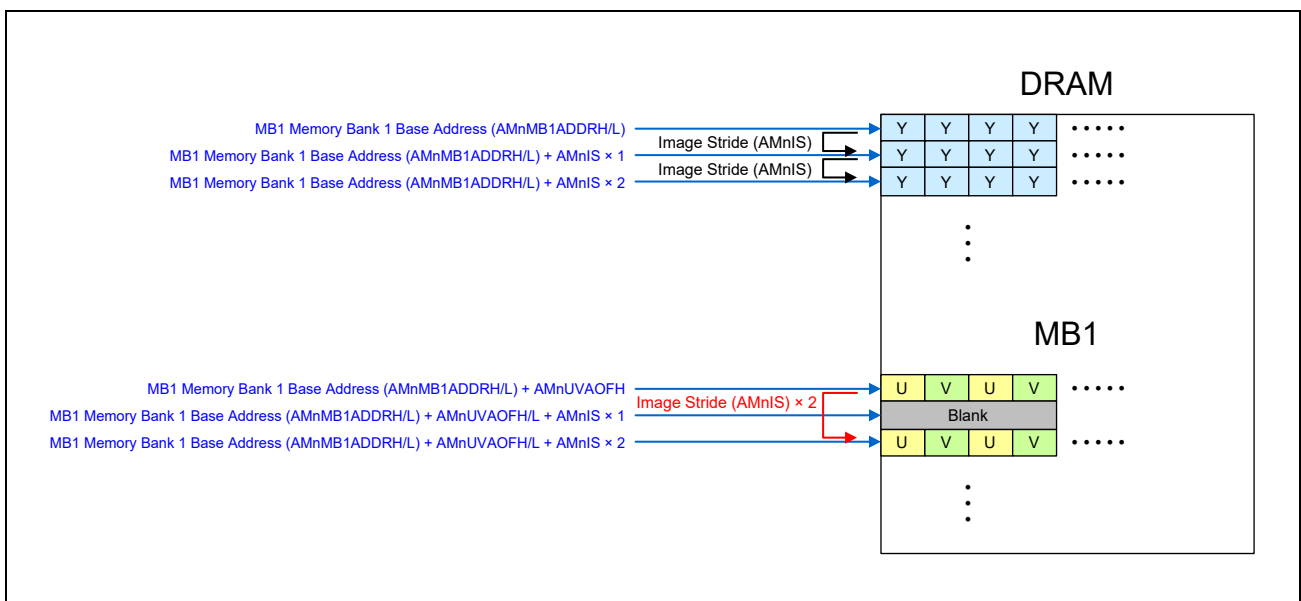 DRAM
MB1 Memory Bank 1 Base Address (AMnMB1ADDRH/L)
Y Y Y Y • • • • •
Image Stride (AMnIS)
MB1 Memory Bank 1 Base Address (AMnMB1ADDRH/L) + AMnIS × 1
Y Y Y Y
Image Stride (AMnIS)
MB1 Memory Bank 1 Base Address (AMnMB1ADDRH/L) + AMnIS × 2
Y Y Y Y • • • • •
MB1
MB1 Memory Bank 1 Base Address (AMnMB1ADDRH/L) + AMnUVAOFH
U V U V • • • • •
Image Stride (AMnIS) × 2
MB1 Memory Bank 1 Base Address (AMnMB1ADDRH/L) + AMnUVAOFH/L + AMnIS × 1
Blank
MB1 Memory Bank 1 Base Address (AMnMB1ADDRH/L) + AMnUVAOFH/L + AMnIS × 2
U V U V • • • • •